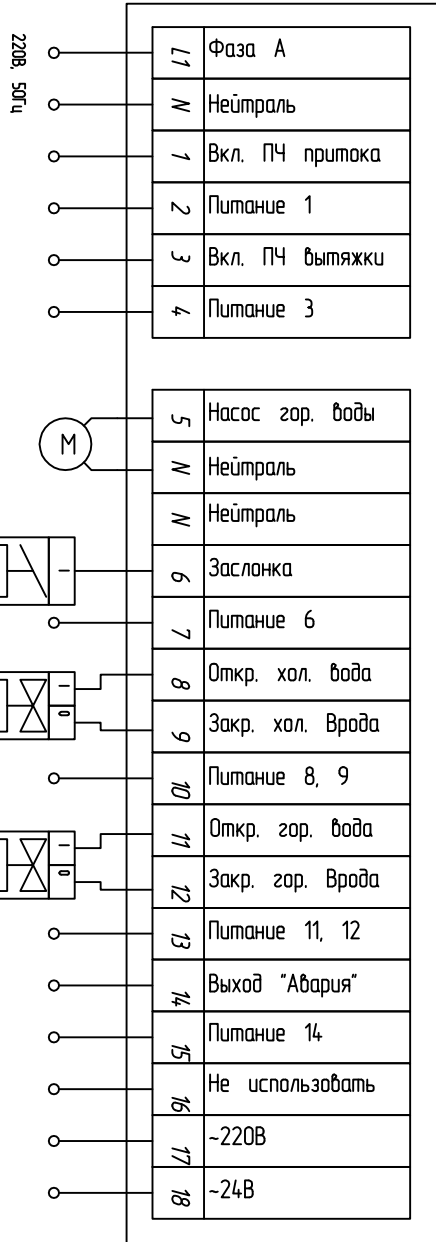 220В, 50Гц
L1 Фаза А
N Нейтраль
1 Вкл. ПЧ притока
2 Питание 1
3 Вкл. ПЧ вытяжки
4 Питание 3
М
5 Насос гор. воды
N Нейтраль
N Нейтраль
I 6 Заслонка
7 Питание 6
I 8 Откр. хол. вода
0 9 Закр. хол. Врода
10 Питание 8, 9
I 11 Откр. гор. вода
0 12 Закр. гор. Врода
13 Питание 11, 12
14 Выход "Авария"
15 Питание 14
16 Не использовать
17 ~220В
18 ~24В